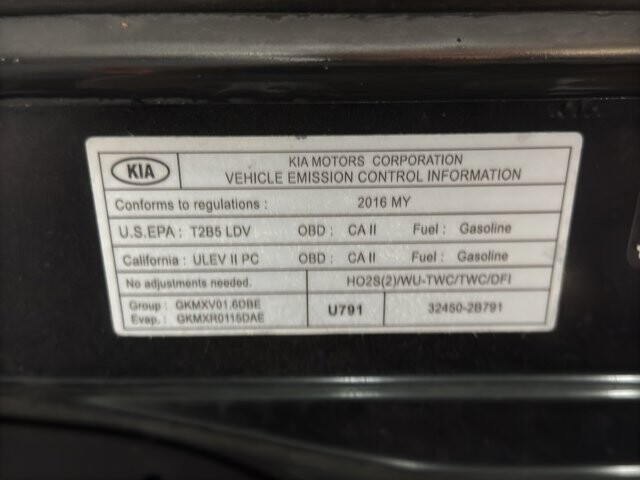 KIA
KIA MOTORS CORPORATION
VEHICLE EMISSION CONTROL INFORMATION
Conforms to regulations : 2016 MY
U.S.EPA : T2B5 LDV OBD : CA II Fuel : Gasoline
California : ULEV II PC OBD : CA II Fuel : Gasoline
No adjustments needed. HO2S(2)/WU-TWC/TWC/DFI
Group : GKMXV01.6DBE
Evap. : GKMXR0115DAE
U791 32450-2B791